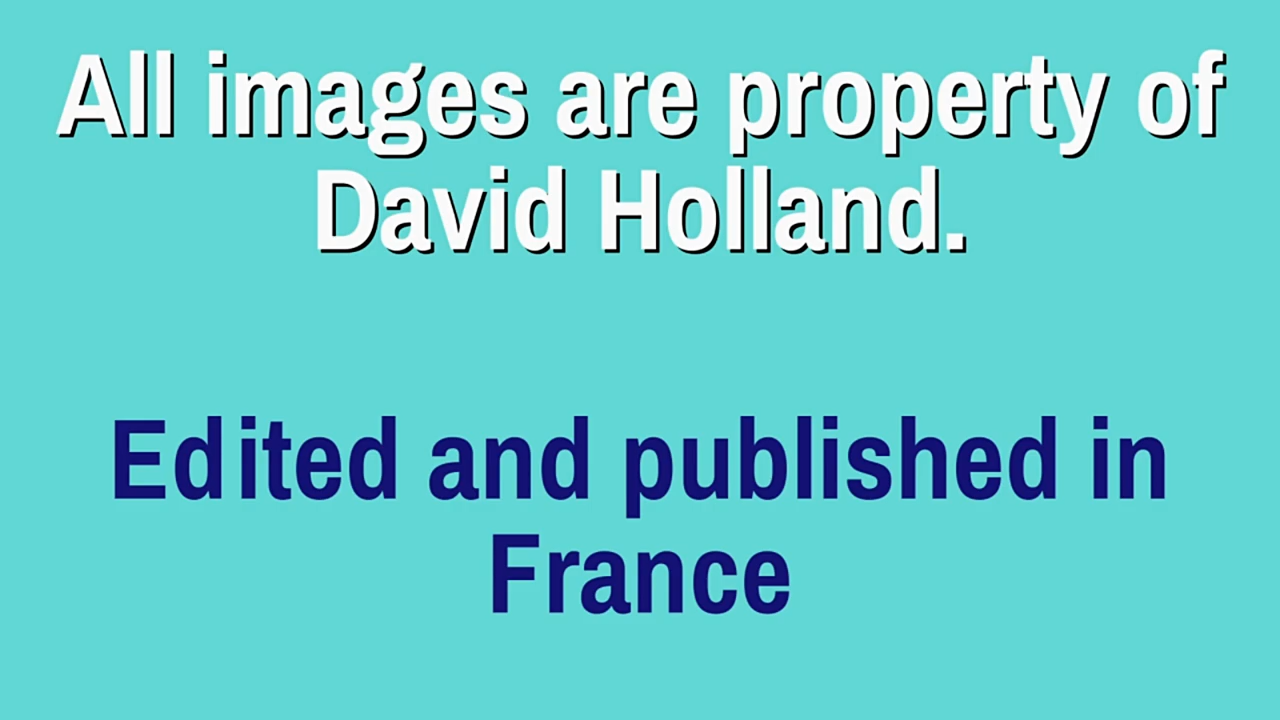 All images are property of
David Holland.
Edited and published in
France